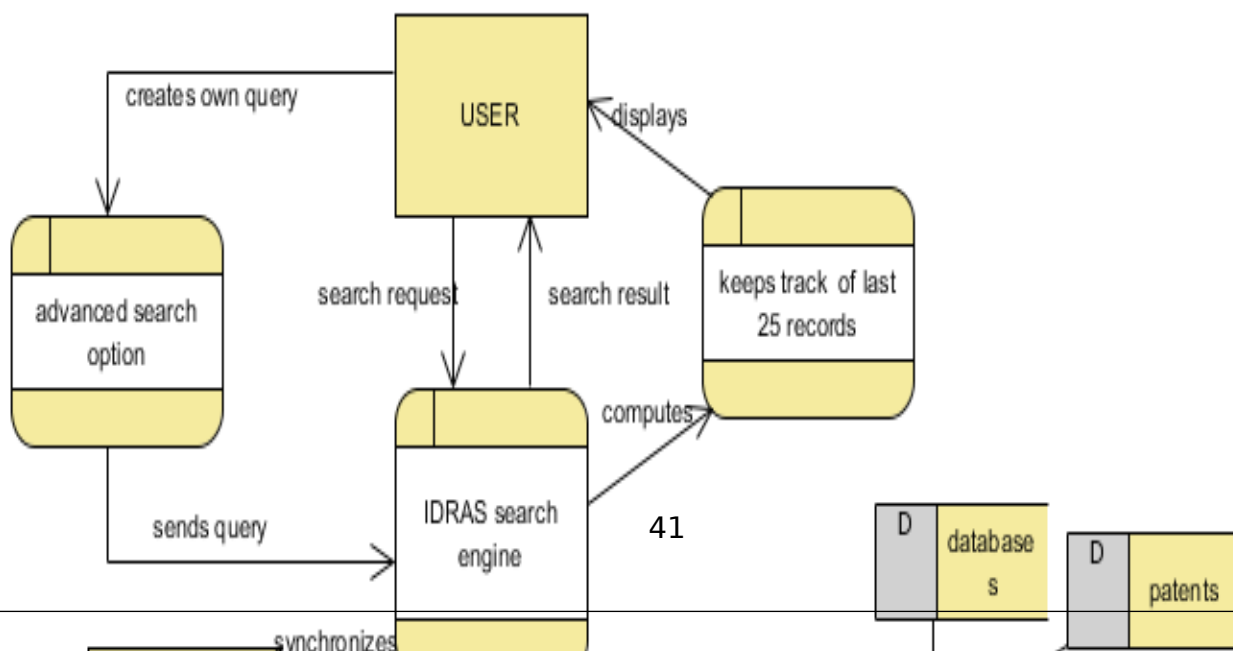 creates own query
USER
displays
search request
search result
keeps track of last
25 records
advanced search
option
computes
IDRAS search
engine
sends query
41
D
database
s
D
patents
synchronizes